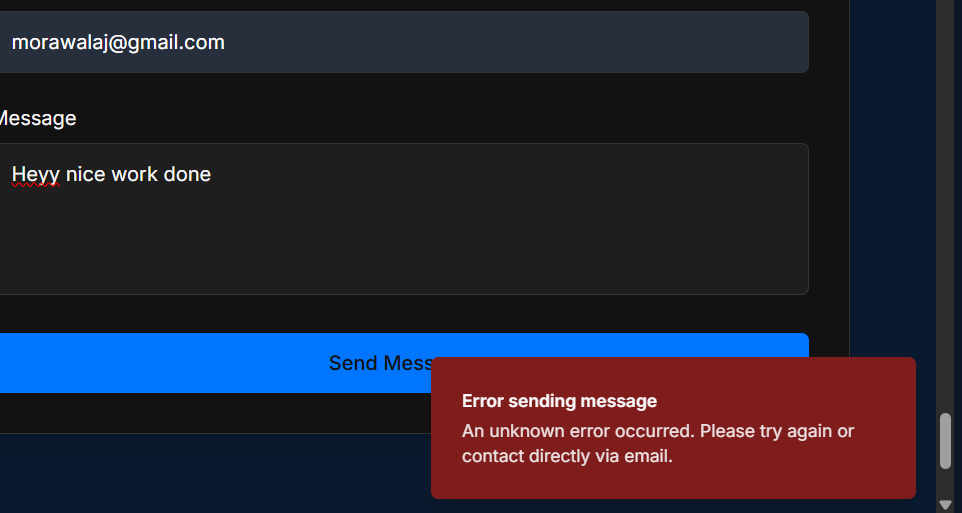 morawalaj@gmail.com
Message
Heyy nice work done
Send Mess
Error sending message
An unknown error occurred. Please try again or
contact directly via email.